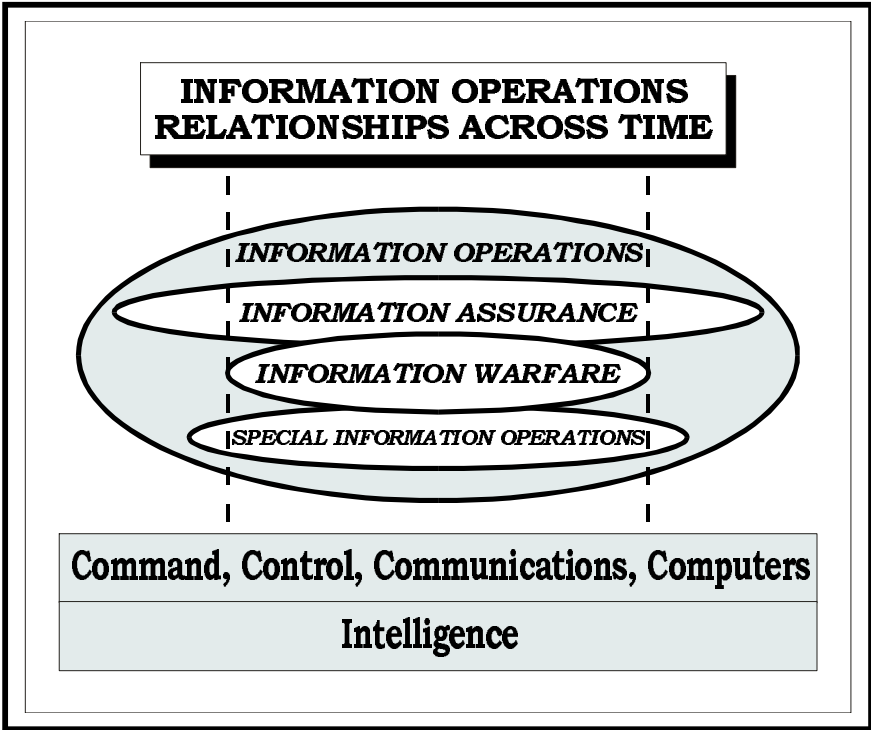 INFORMATION OPERATIONS
RELATIONSHIPS ACROSS TIME
INFORMATION OPERATIONS
INFORMATION ASSURANCE
INFORMATION WARFARE
SPECIAL INFORMATION OPERATIONS
Command, Control, Communications, Computers
Intelligence